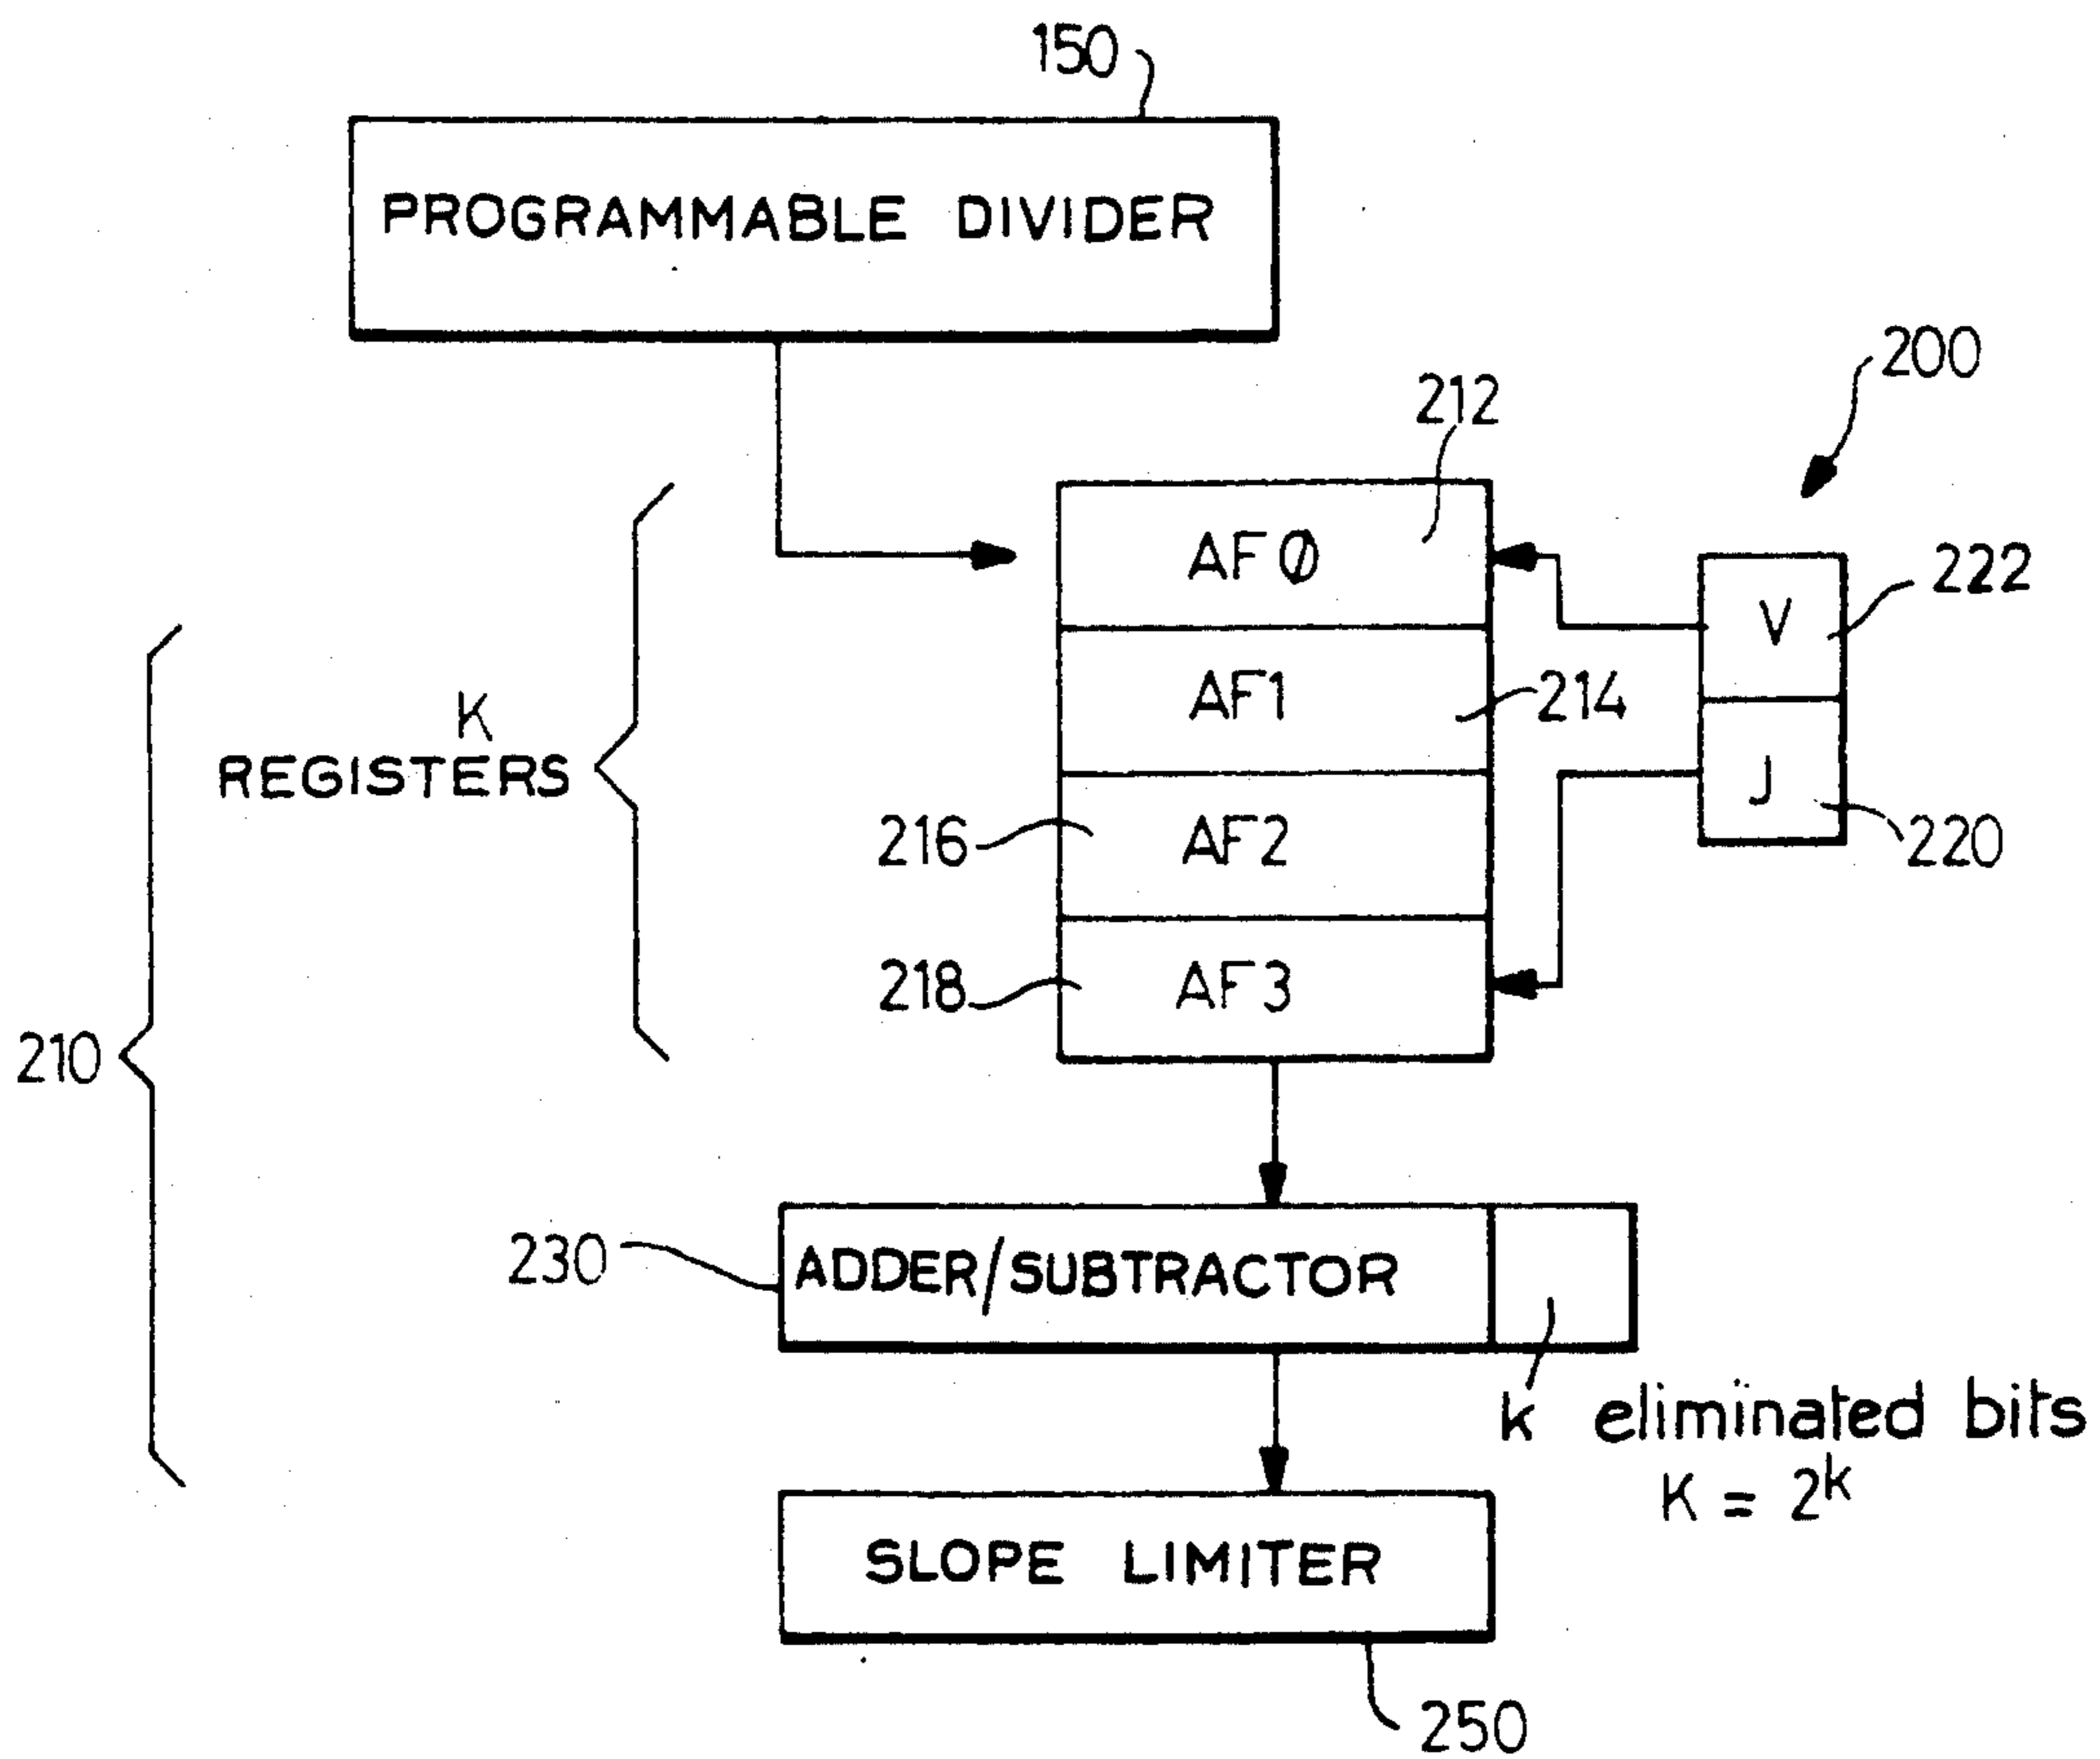 150
PROGRAMMABLE DIVIDER
200
212
AF0
V
222
AF1
214
K
REGISTERS
J
220
216
AF2
218
AF3
210
230
ADDER/SUBTRACTOR
k eliminated bits
K = 2^k
SLOPE LIMITER
250